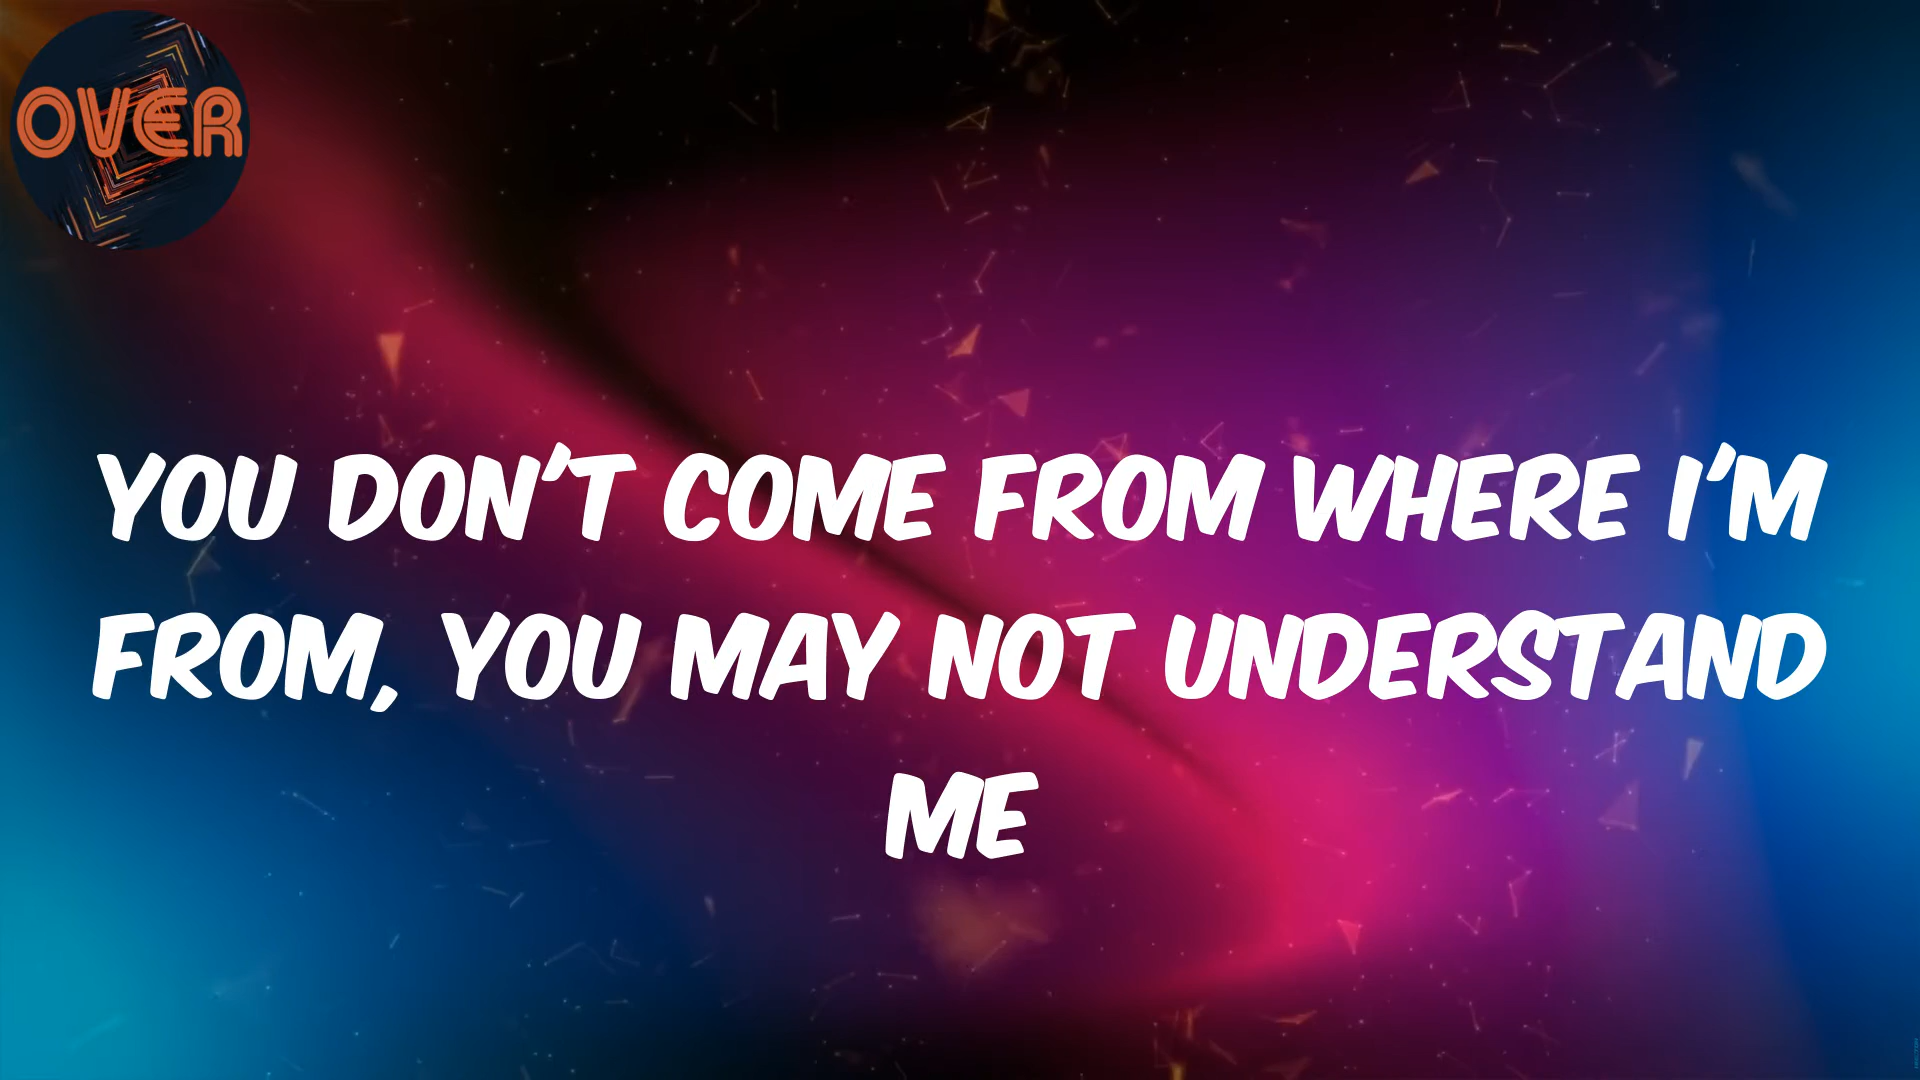 OVER
YOU DON'T COME FROM WHERE I'M
FROM, YOU MAY NOT UNDERSTAND
ME